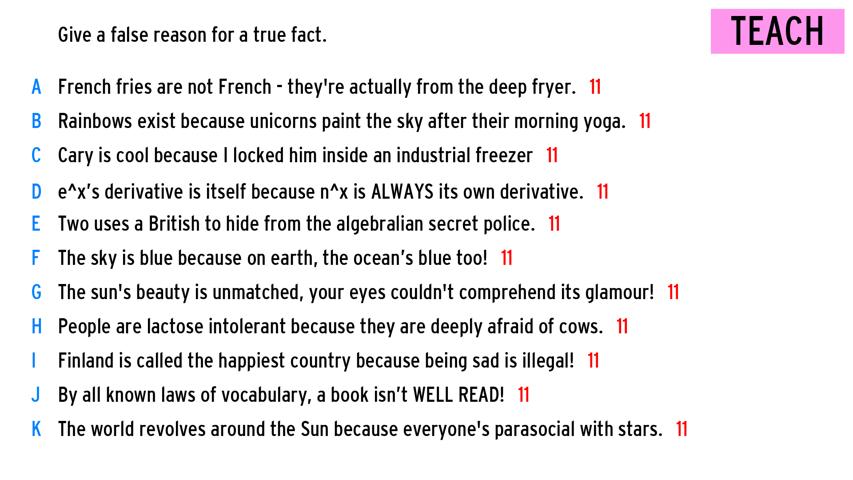 Give a false reason for a true fact.
TEACH
A French fries are not French - they're actually from the deep fryer. 11
B Rainbows exist because unicorns paint the sky after their morning yoga. 11
C Cary is cool because I locked him inside an industrial freezer 11
D e^x’s derivative is itself because n^x is ALWAYS its own derivative. 11
E Two uses a British to hide from the algebralian secret police. 11
F The sky is blue because on earth, the ocean’s blue too! 11
G The sun's beauty is unmatched, your eyes couldn't comprehend its glamour! 11
H People are lactose intolerant because they are deeply afraid of cows. 11
I Finland is called the happiest country because being sad is illegal! 11
J By all known laws of vocabulary, a book isn’t WELL READ! 11
K The world revolves around the Sun because everyone's parasocial with stars. 11